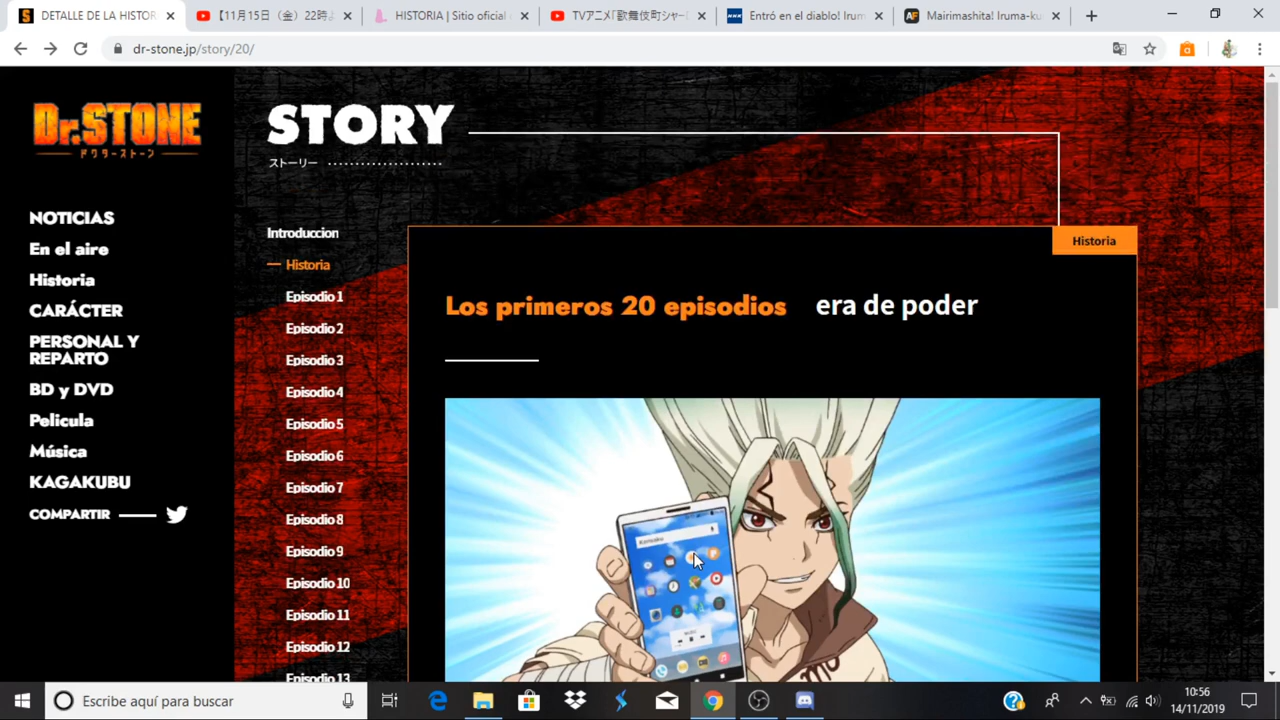 DETALLE DE LA HISTOR
【11月15日（金）22時よ
HISTORIA | Sitio oficial
TVアニメ「歌舞伎町シャー
Entró en el diablo! Irum
Mairimashita! Iruma-ku
dr-stone.jp/story/20/
Dr.STONE
ドクターストーン
STORY
ストーリー
NOTICIAS
En el aire
Historia
CARÁCTER
PERSONAL Y
REPARTO
BD y DVD
Pelicula
Música
KAGAKUBU
COMPARTIR
Introduccion
Historia
Episodio 1
Episodio 2
Episodio 3
Episodio 4
Episodio 5
Episodio 6
Episodio 7
Episodio 8
Episodio 9
Episodio 10
Episodio 11
Episodio 12
Episodio 13
Historia
Los primeros 20 episodios era de poder
Escribe aquí para buscar
10:56
14/11/2019